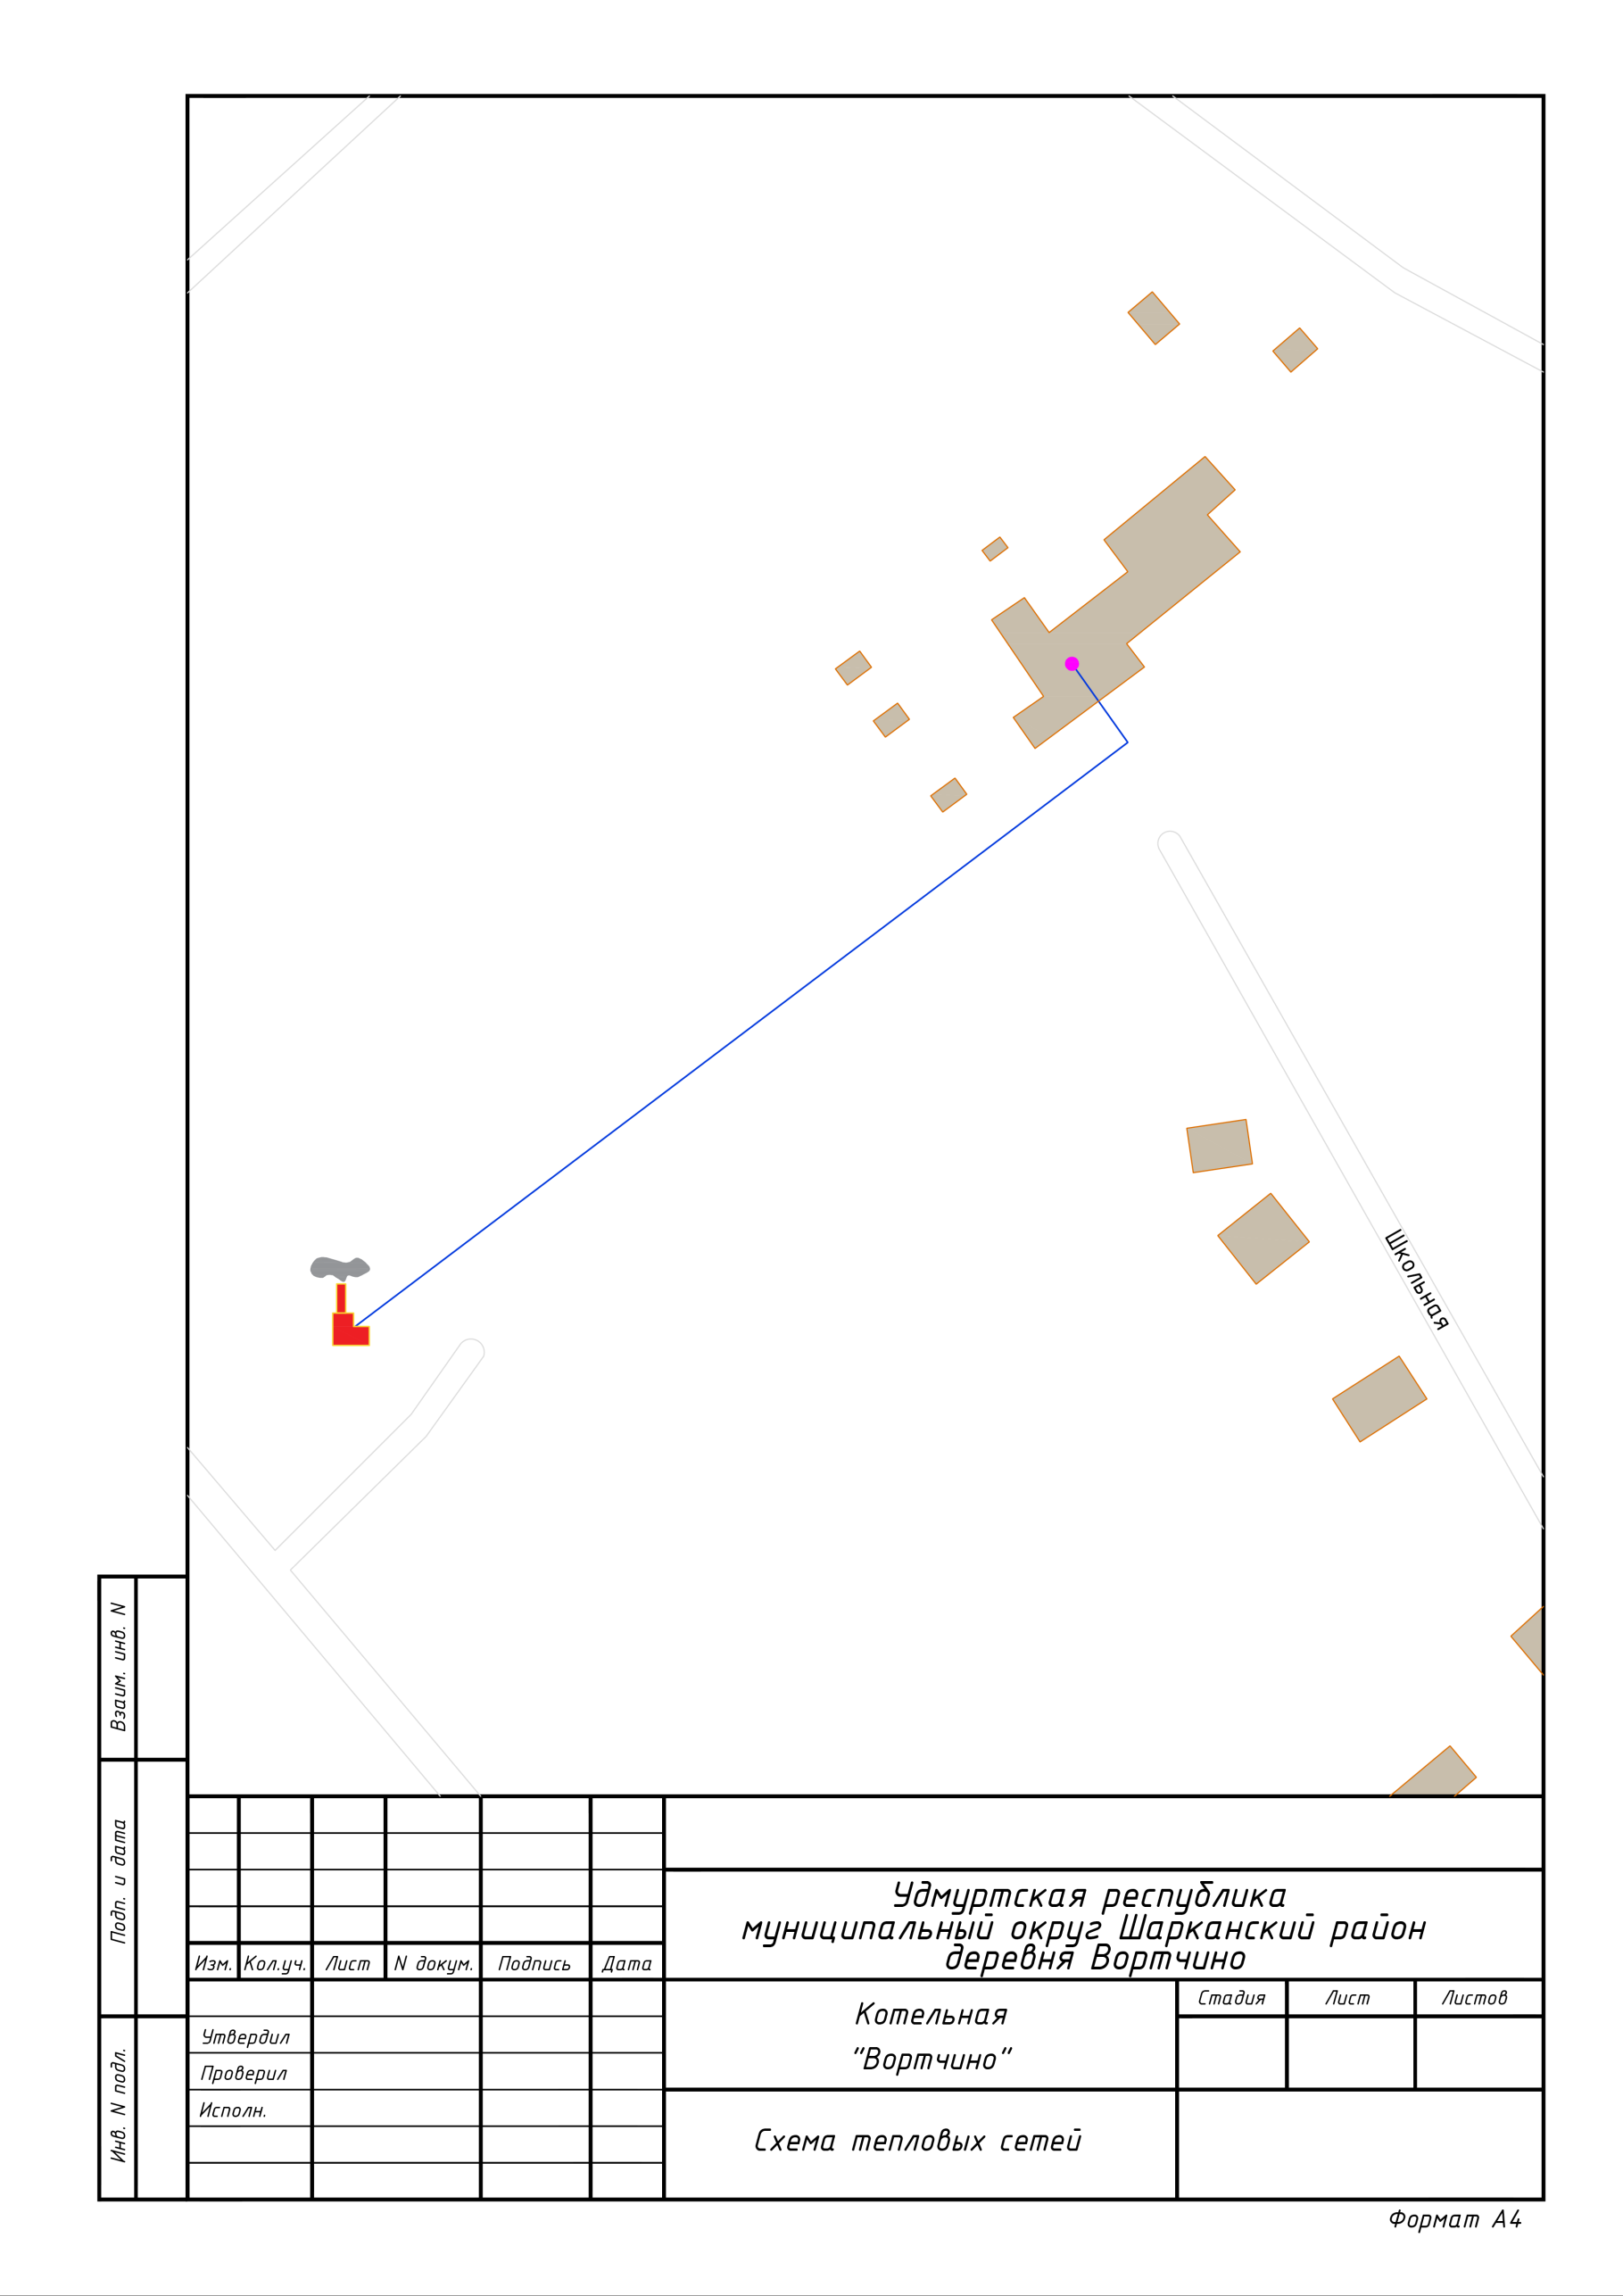 Школьная
Взаим. инв. N
Подп. и дата
Инв. N подл.
Удмуртская республика
муниципальный округ Шарканский район
деревня Вортчино
Изм. Кол.уч. Лист N докум. Подпись Дата
Котельная
"Вортчино"
Стадия Лист Листов
Утвердил
Проверил
Исполн.
Схема тепловых сетей
Формат А4